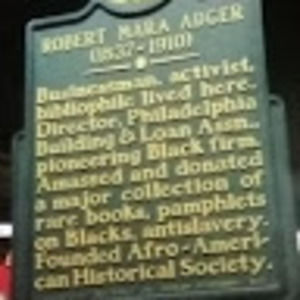 ROBERT MARA ADGER
(1837-1910)
Businessman, activist,
bibliophile lived here.
Director, Philadelphia
Building & Loan Assn.,
pioneering Black firm.
Amassed and donated
a major collection of
rare books, pamphlets
on Blacks, antislavery.
Founded Afro-Ameri-
can Historical Society.